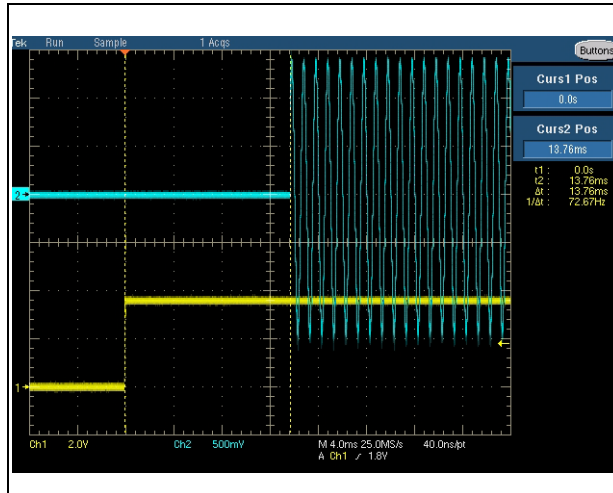 Tek Run Sample 1 Acqs
Buttons
Curs1 Pos
0.0s
Curs2 Pos
13.76ms
t1: 0.0s
t2: 13.76ms
Δt: 13.76ms
1/Δt: 72.67Hz
2
1
Ch1 2.0V Ch2 500mV M 4.0ms 25.0MS/s 40.0ns/pt
A Ch1 ∕ 1.8V